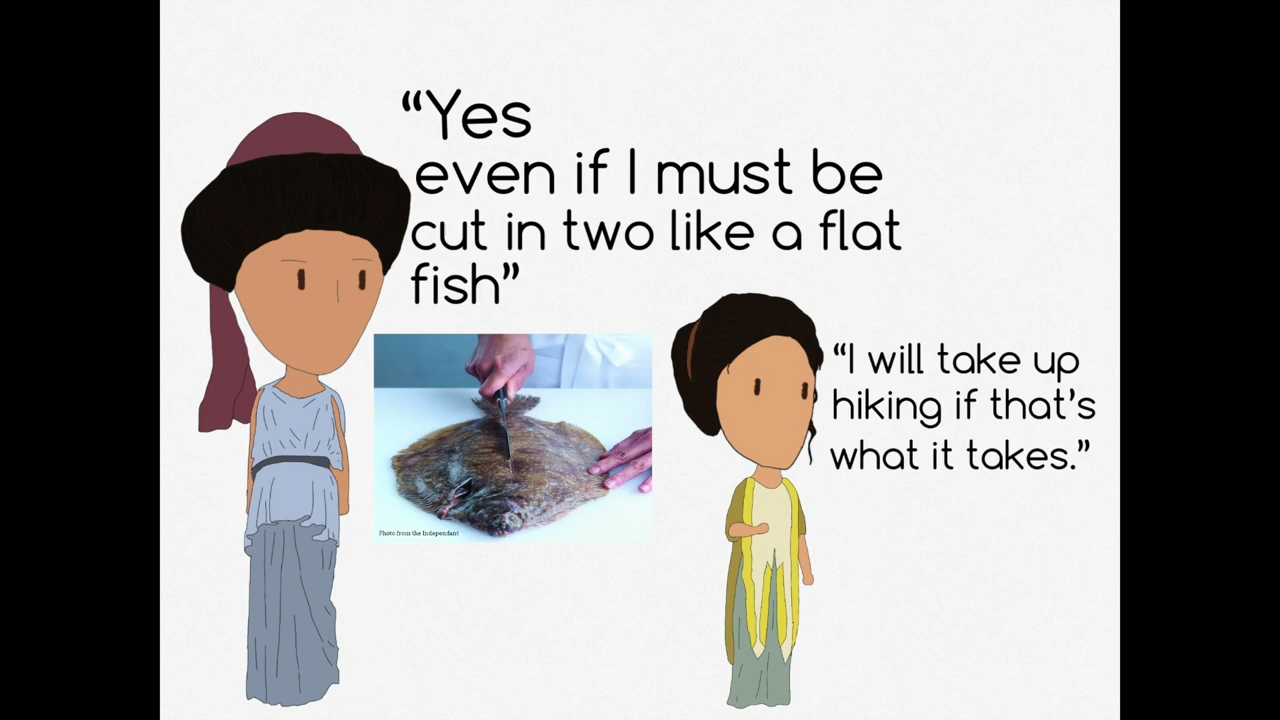 “Yes
even if I must be
cut in two like a flat
fish”
“I will take up
hiking if that’s
what it takes.”
Photo from the Independant